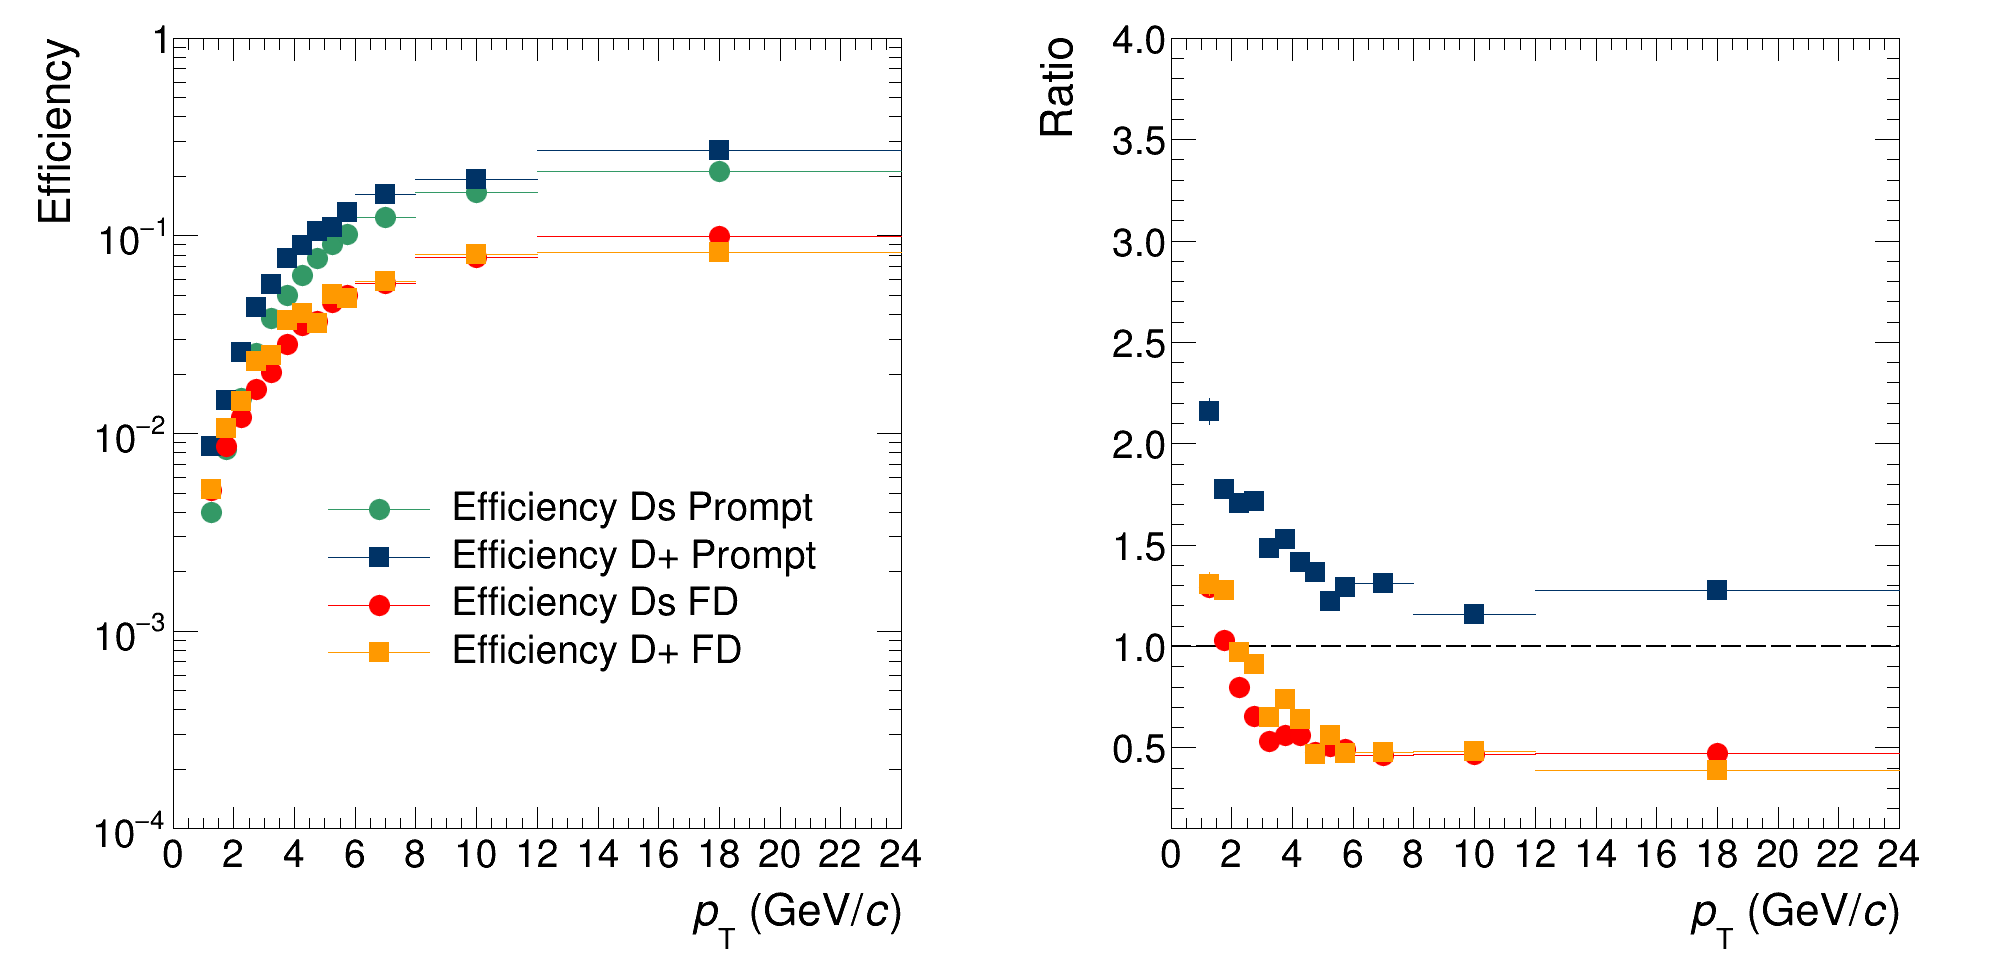 Efficiency
1
10⁻¹
10⁻²
10⁻³
10⁻⁴
Efficiency Ds Prompt
Efficiency D+ Prompt
Efficiency Ds FD
Efficiency D+ FD
0 2 4 6 8 10 12 14 16 18 20 22 24
p_T (GeV/c)
Ratio
4.0
3.5
3.0
2.5
2.0
1.5
1.0
0.5
0 2 4 6 8 10 12 14 16 18 20 22 24
p_T (GeV/c)